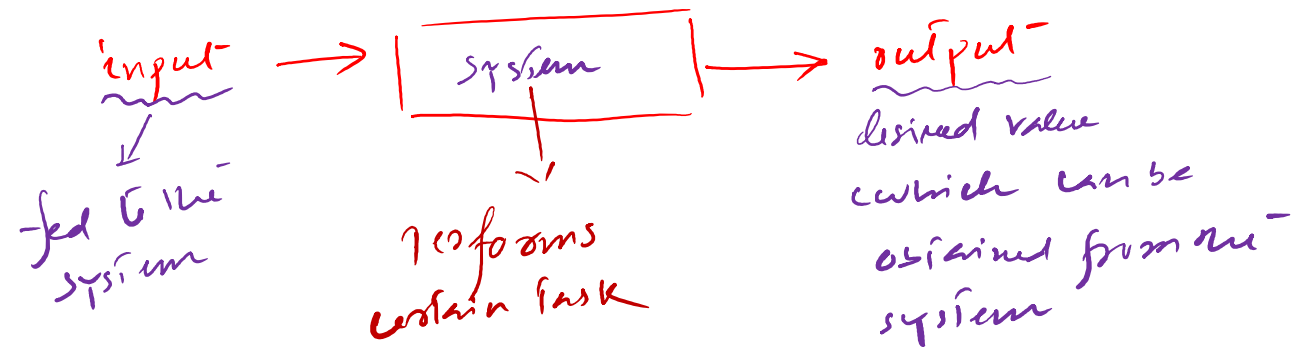 input
system
output
fed to the
system
performs
certain task
desired value
which can be
obtained from the
system